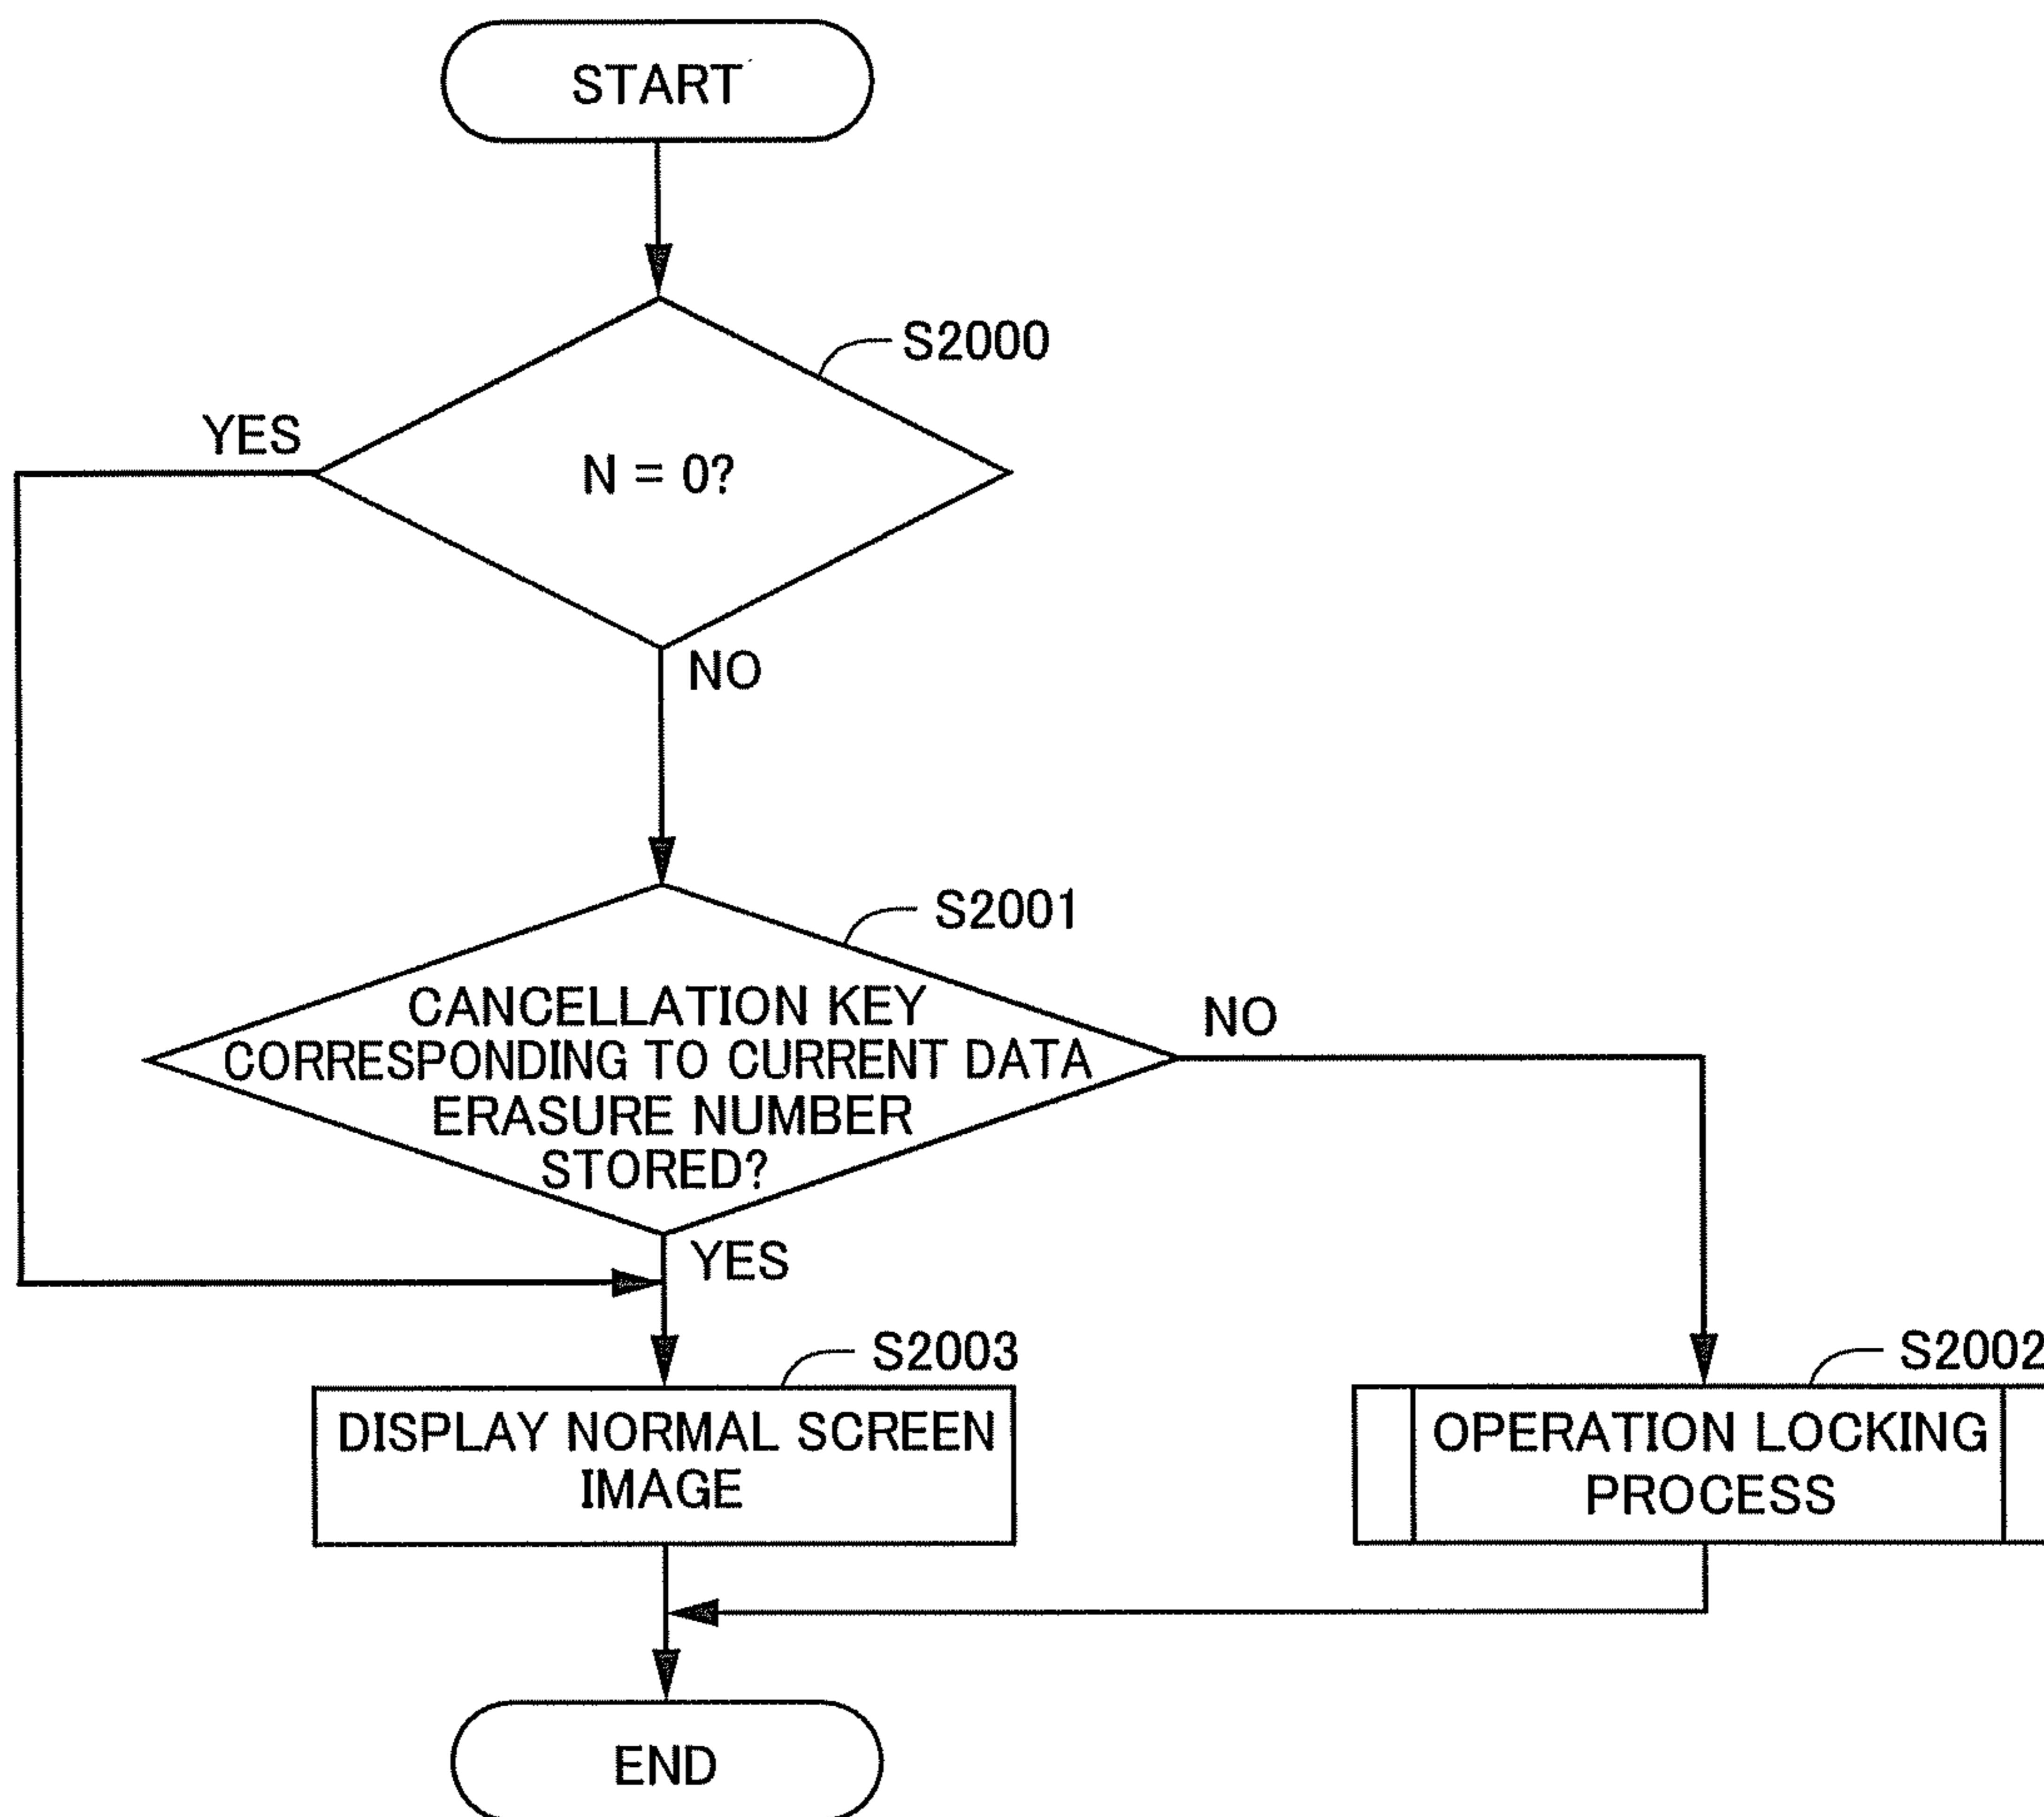 START
S2000
YES
N = 0?
NO
S2001
CANCELLATION KEY
CORRESPONDING TO CURRENT DATA
ERASURE NUMBER
STORED?
NO
YES
S2003
S2002
DISPLAY NORMAL SCREEN
IMAGE
OPERATION LOCKING
PROCESS
END